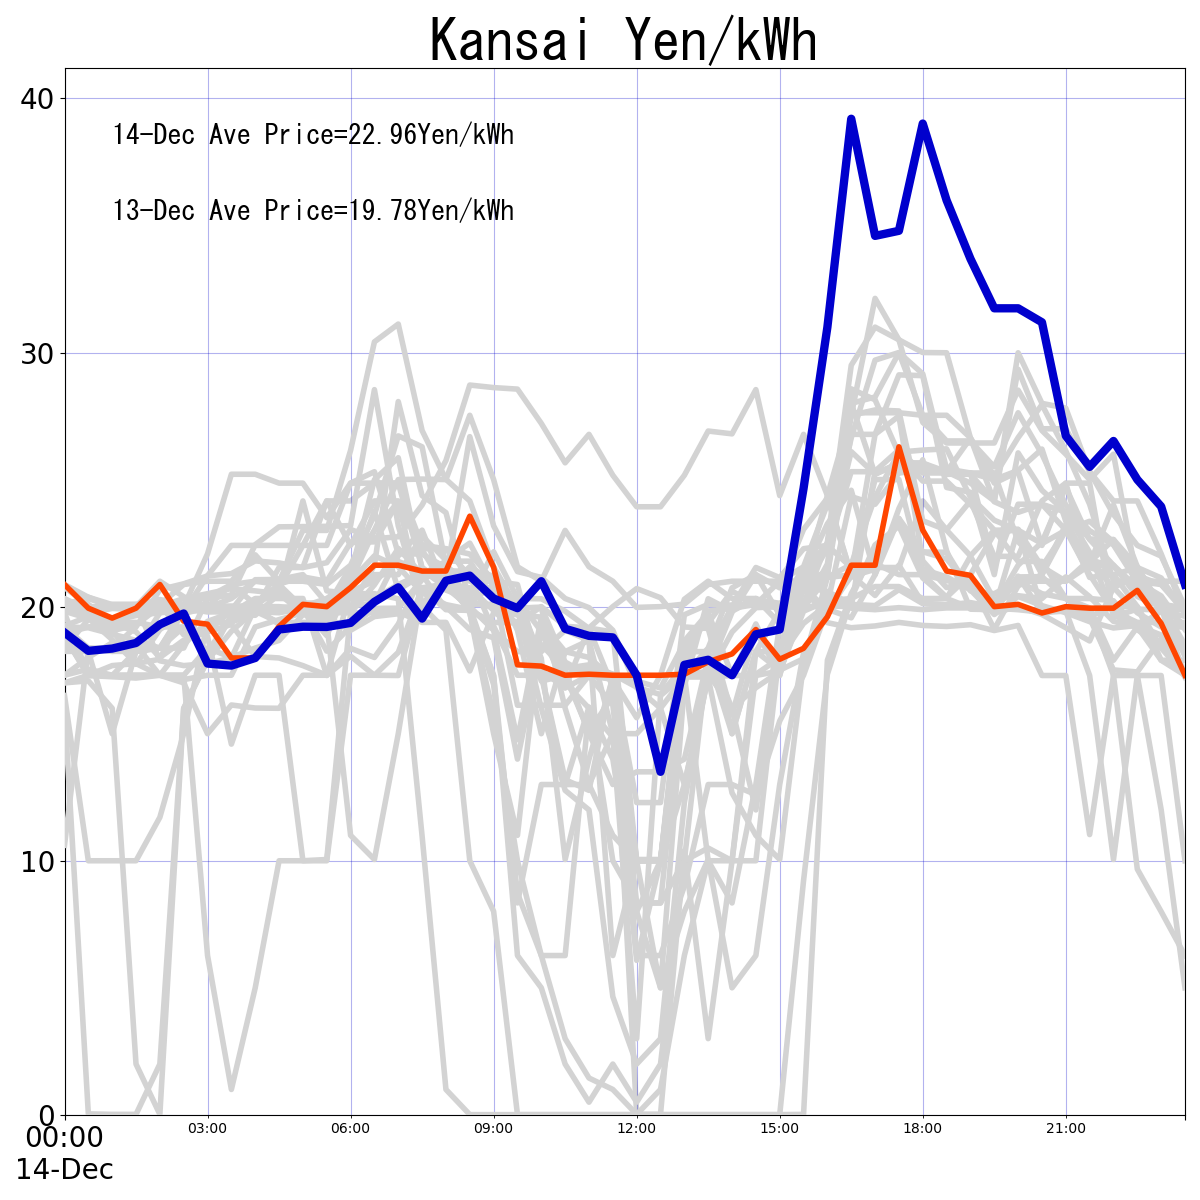 Kansai Yen/kWh
40
14-Dec Ave Price=22.96Yen/kWh
13-Dec Ave Price=19.78Yen/kWh
30
20
10
0
00:00 03:00 06:00 09:00 12:00 15:00 18:00 21:00
14-Dec